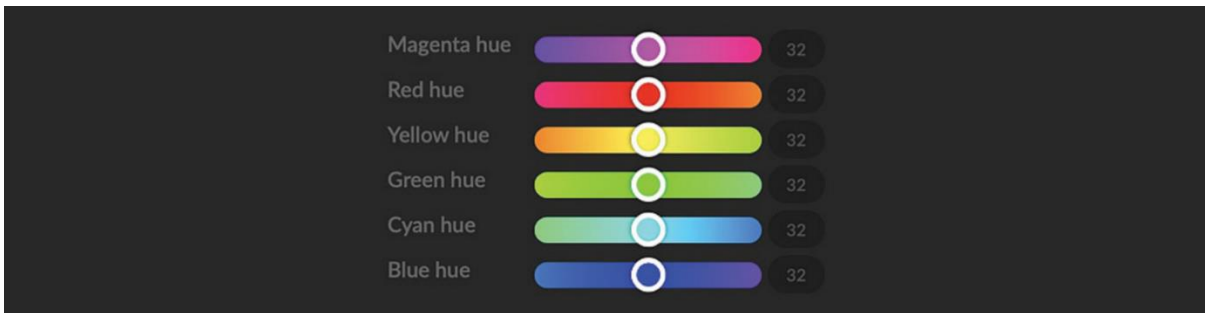 Magenta hue 32
Red hue 32
Yellow hue 32
Green hue 32
Cyan hue 32
Blue hue 32